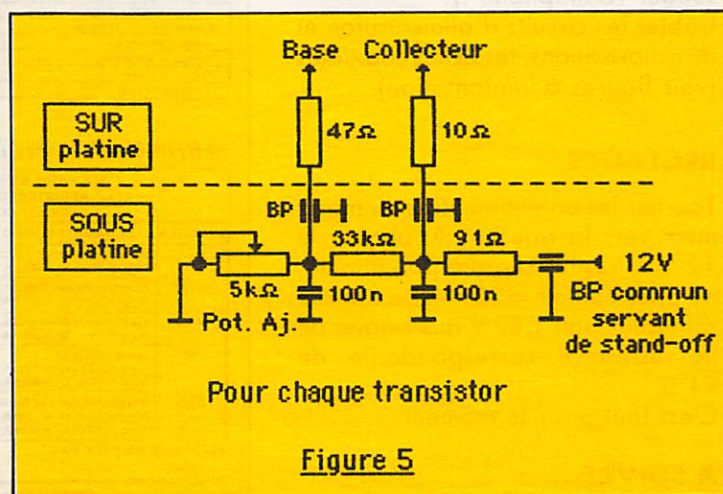 Base Collecteur
SUR
platine
47Ω 10Ω
SOUS
platine
BP BP
33kΩ 91Ω
12V
5kΩ 100n 100n
Pot. Aj.
BP commun
servant
de stand-off
Pour chaque transistor
Figure 5